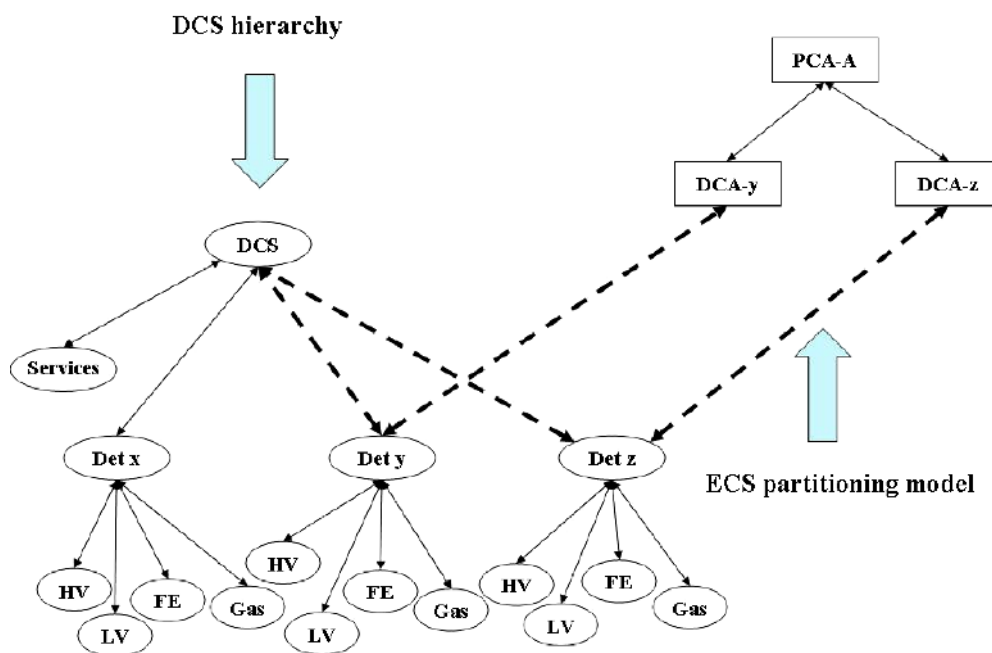 DCS hierarchy
PCA-A
DCA-y
DCA-z
DCS
Services
Det x
Det y
Det z
ECS partitioning model
HV
LV
FE
Gas
HV
LV
FE
Gas
HV
LV
FE
Gas